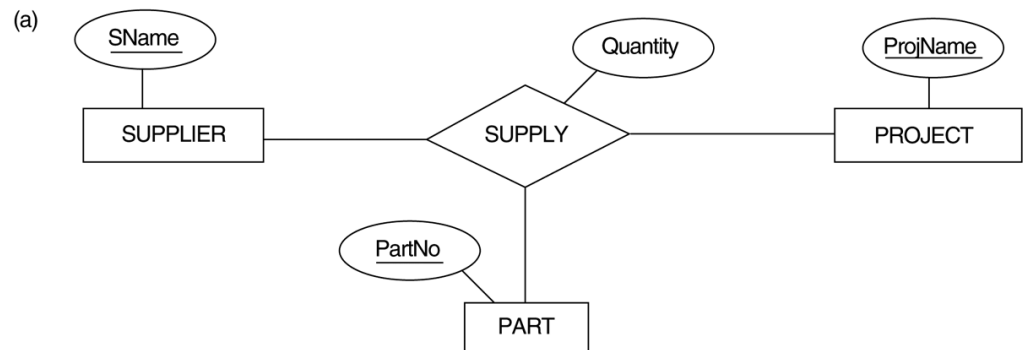 (a)
SName
Quantity
ProjName
SUPPLIER
SUPPLY
PROJECT
PartNo
PART